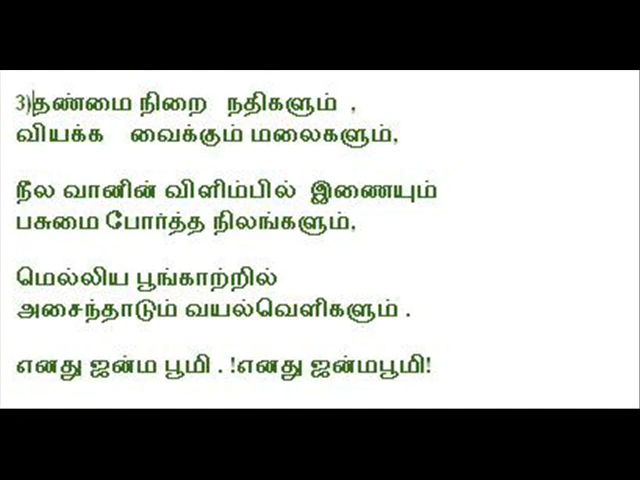 3)தண்மை நிறை நதிகளும் ,
வியக்க வைக்கும் மலைகளும்,
நீல வானின் விளிம்பில் இணையும்
பசுமை போர்த்த நிலங்களும்,
மெல்லிய பூங்காற்றில்
அசைந்தாடும் வயல்வெளிகளும் .
எனது ஜன்ம பூமி . !எனது ஜன்மபூமி!